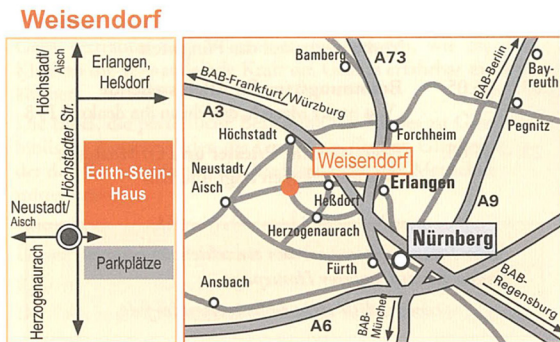 Weisendorf
Höchstadt/
Aisch
Erlangen,
Heßdorf
Höchstadter Str.
Edith-Stein-
Haus
Neustadt/
Aisch
Parkplätze
Herzogenaurach
Bamberg
A73
BAB-Berlin
Bay-
reuth
BAB-Frankfurt/Würzburg
Pegnitz
A3
Höchstadt
Forchheim
Weisendorf
Neustadt/
Aisch
Heßdorf
Erlangen
A9
Herzogenaurach
Nürnberg
Fürth
Ansbach
BAB-
Regensburg
A6
BAB-
München